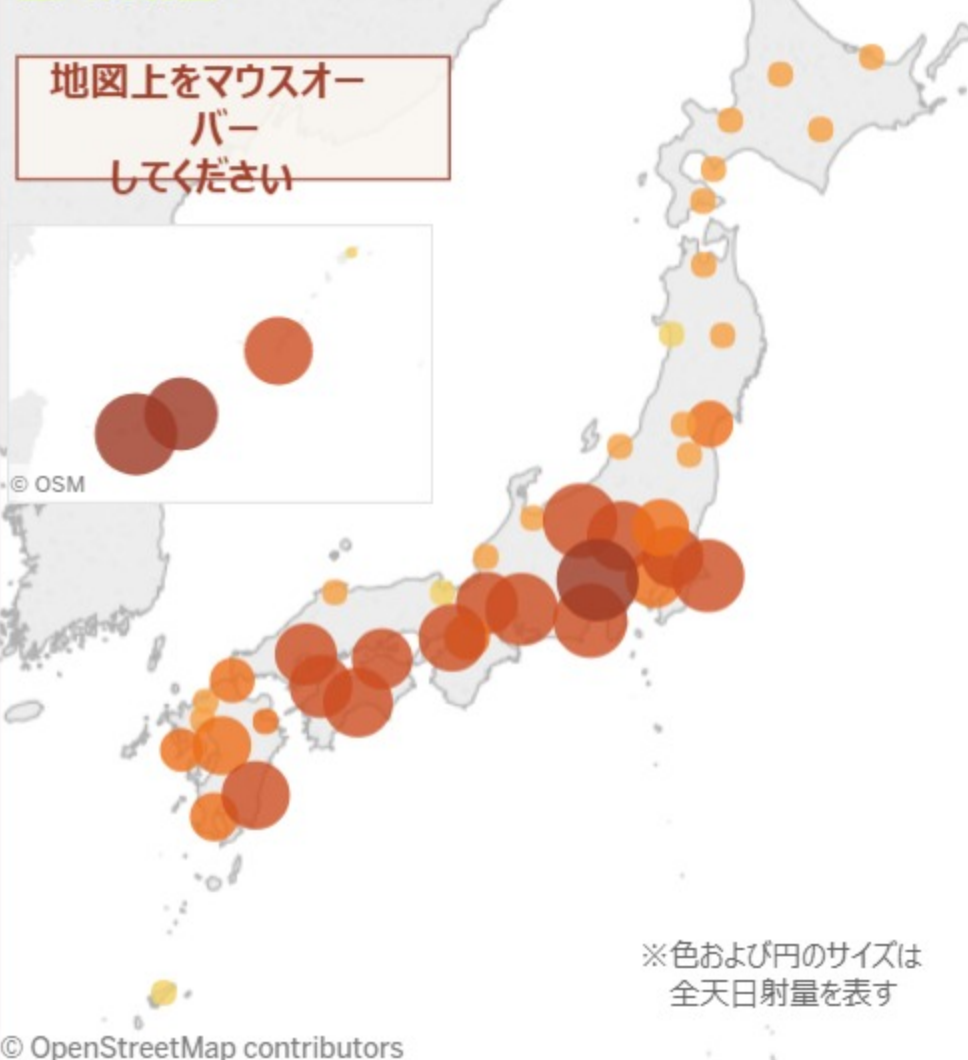 地図上をマウスオー
バー
してください
© OSM
※色および円のサイズは
全天日射量を表す
© OpenStreetMap contributors